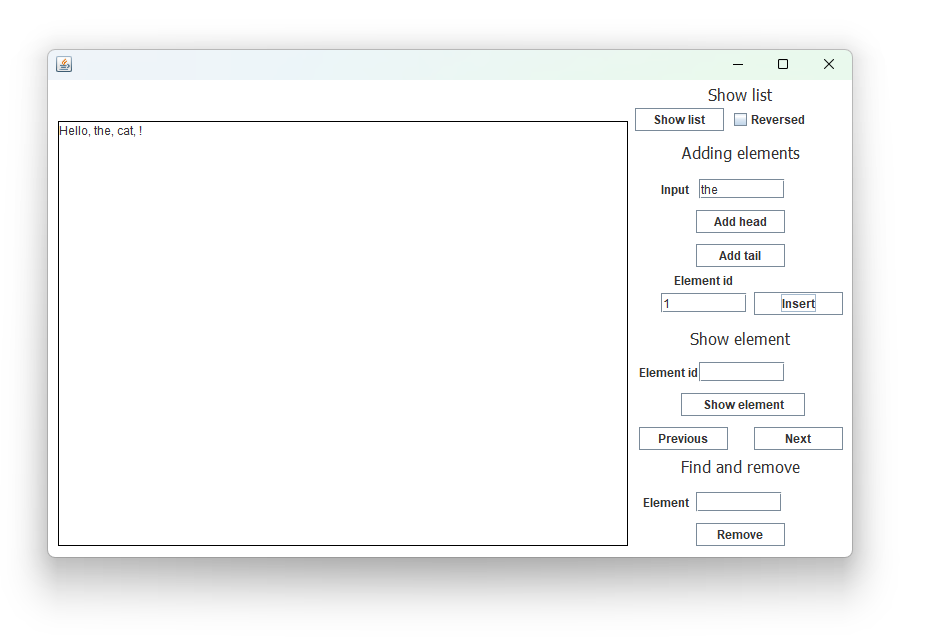 Hello, the, cat, !
Show list
Show list Reversed
Adding elements
Input the
Add head
Add tail
Element id
1 Insert
Show element
Element id
Show element
Previous Next
Find and remove
Element
Remove